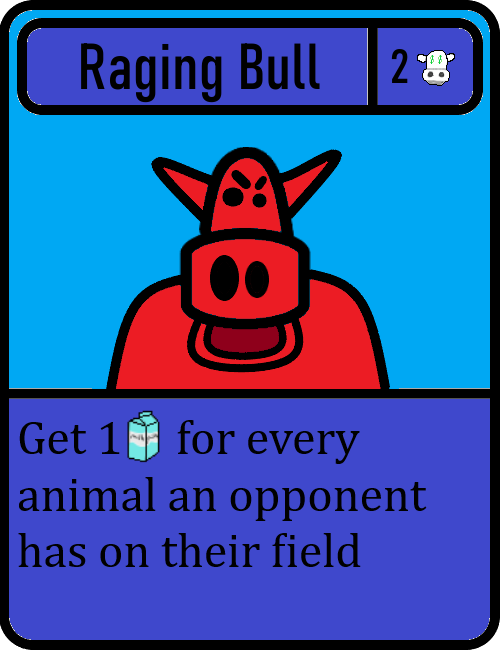 Raging Bull
2
Get 1 for every
animal an opponent
has on their field